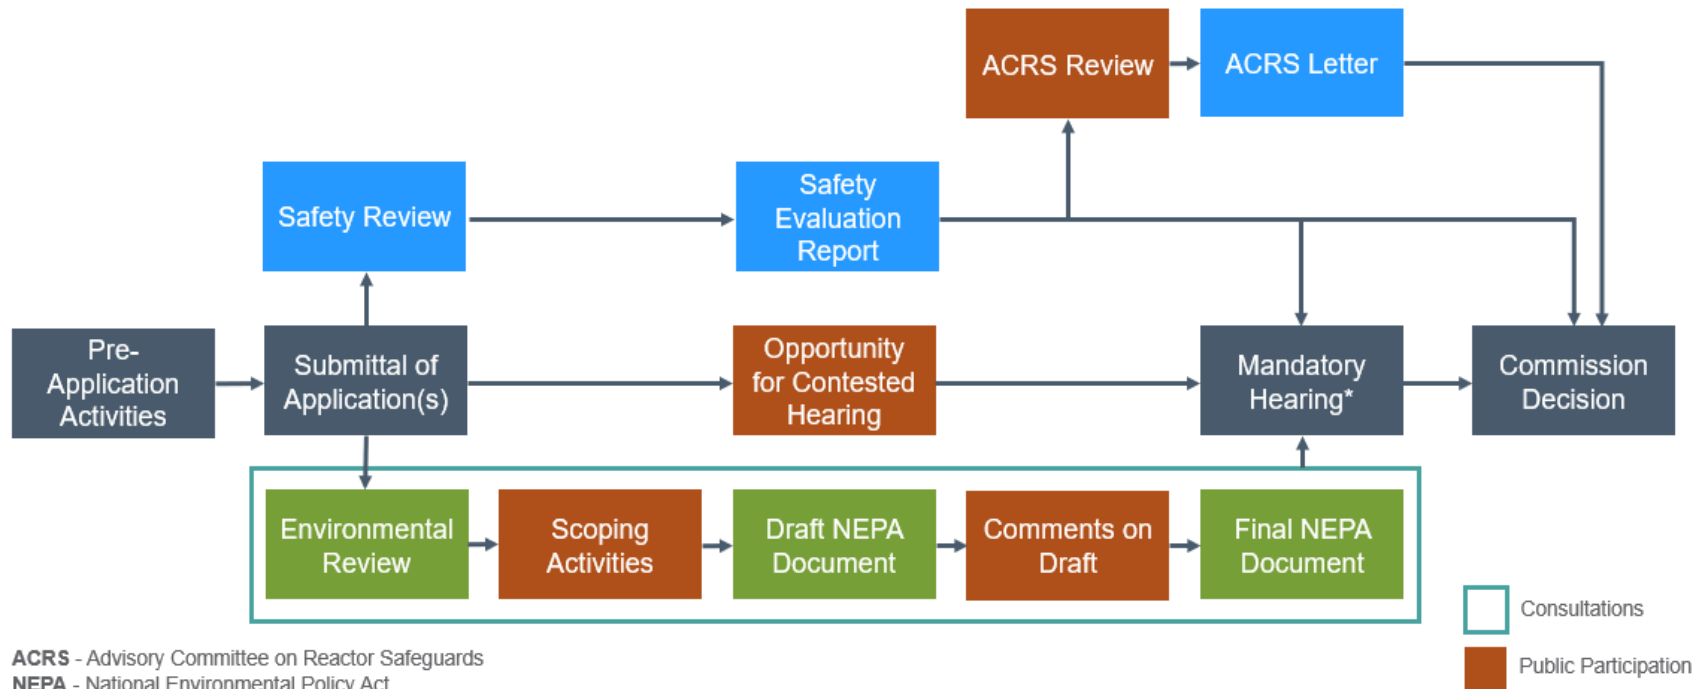 ACRS Review
ACRS Letter
Safety Review
Safety
Evaluation
Report
Pre-
Application
Activities
Submittal of
Application(s)
Opportunity
for Contested
Hearing
Mandatory
Hearing*
Commission
Decision
Environmental
Review
Scoping
Activities
Draft NEPA
Document
Comments on
Draft
Final NEPA
Document
Consultations
Public Participation
ACRS - Advisory Committee on Reactor Safeguards
NEPA - National Environmental Policy Act